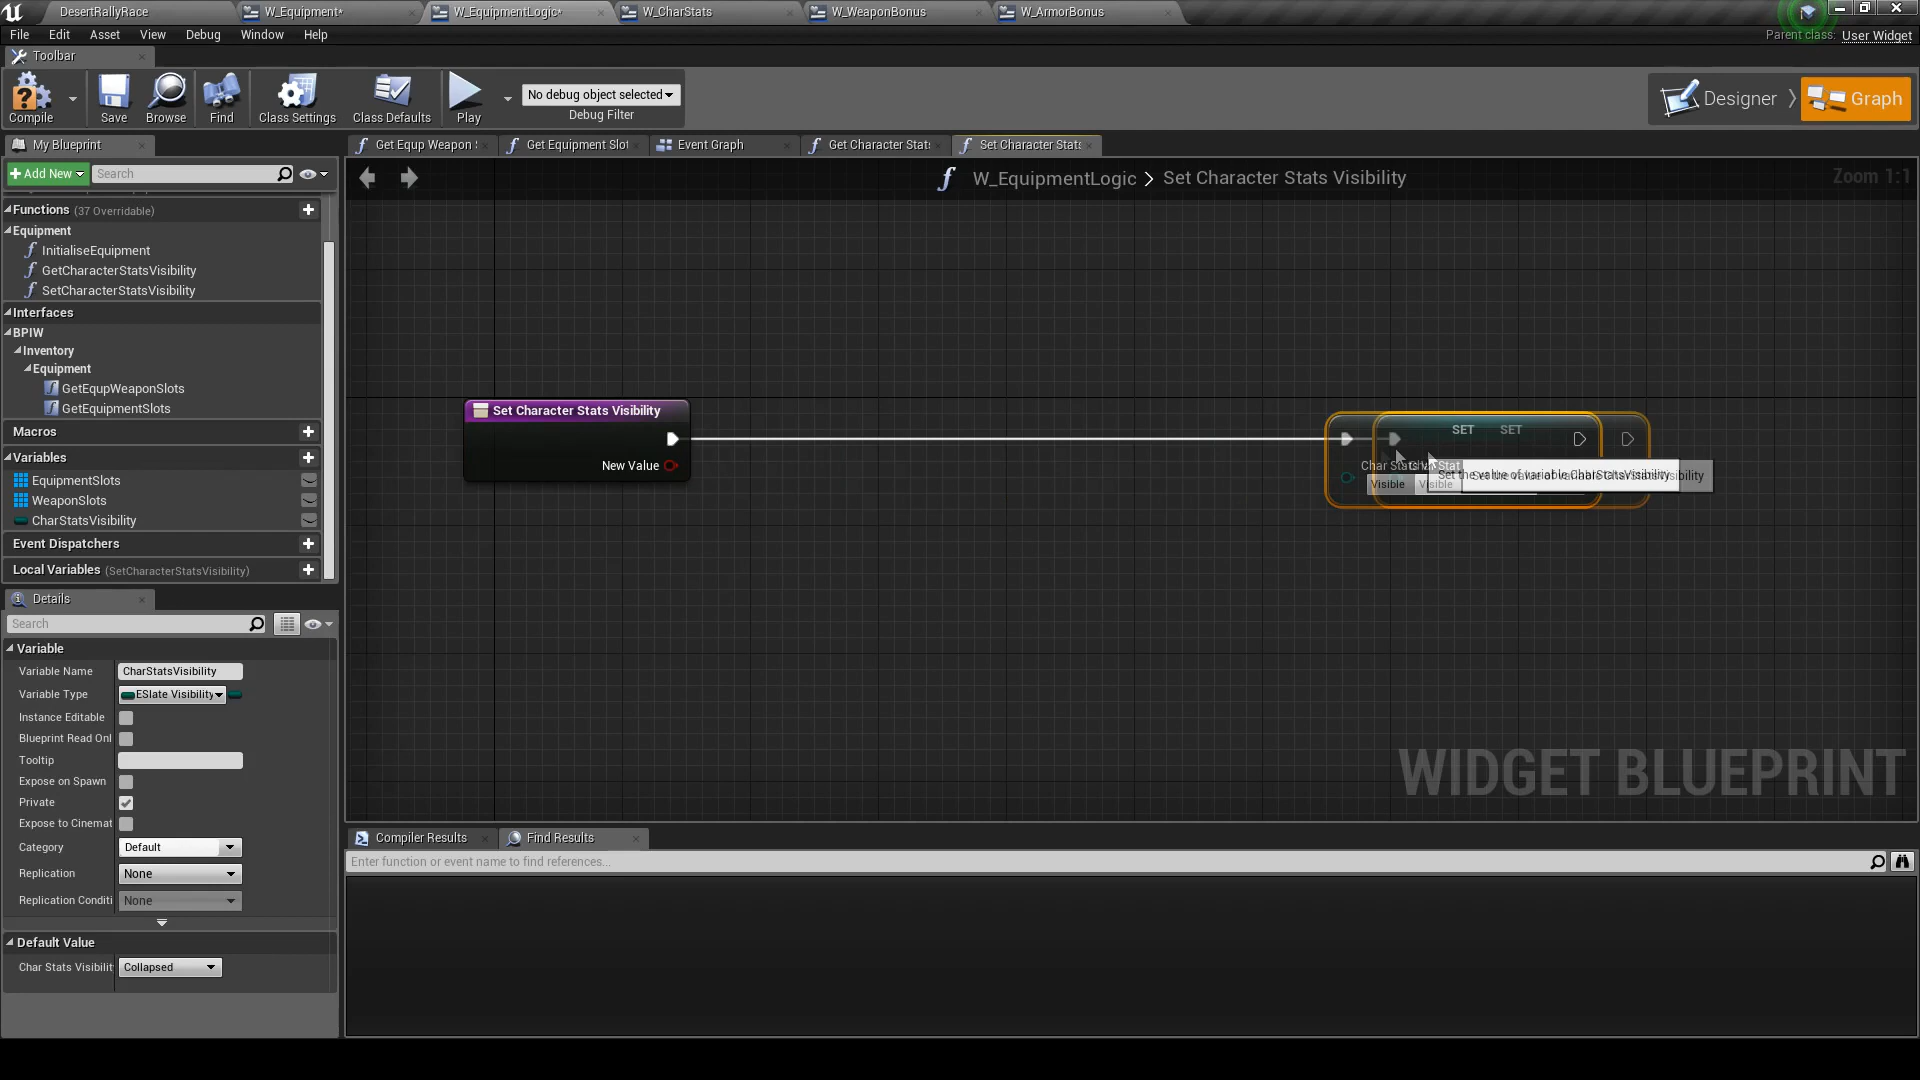 DesertRallyRace
W_Equipment*
W_EquipmentLogic*
W_CharStats
W_WeaponBonus
W_ArmorBonus
File Edit Asset View Debug Window Help
Parent class: User Widget
Toolbar
Compile
Save
Browse
Find
Class Settings
Class Defaults
Play
No debug object selected
Debug Filter
Designer
Graph
My Blueprint
Get Equp Weapon
Get Equipment Slot
Event Graph
Get Character Stats
Set Character Stats
Add New
Search
W_EquipmentLogic > Set Character Stats Visibility
Zoom 1:1
Functions (37 Overridable)
Equipment
InitialiseEquipment
GetCharacterStatsVisibility
SetCharacterStatsVisibility
Interfaces
BPIW
Inventory
Equipment
GetEqupWeaponSlots
GetEquipmentSlots
Macros
Variables
EquipmentSlots
WeaponSlots
CharStatsVisibility
Event Dispatchers
Local Variables (SetCharacterStatsVisibility)
Set Character Stats Visibility
New Value
SET SET
Visible Visible
Set the value of variable CharStatsVisibility
WIDGET BLUEPRINT
Details
Search
Variable
Variable Name CharStatsVisibility
Variable Type ESlate Visibility
Instance Editable
Blueprint Read Onl
Tooltip
Expose on Spawn
Private
Expose to Cinemat
Category Default
Replication None
Replication Conditi None
Default Value
Char Stats Visibilit Collapsed
Compiler Results
Find Results
Enter function or event name to find references...